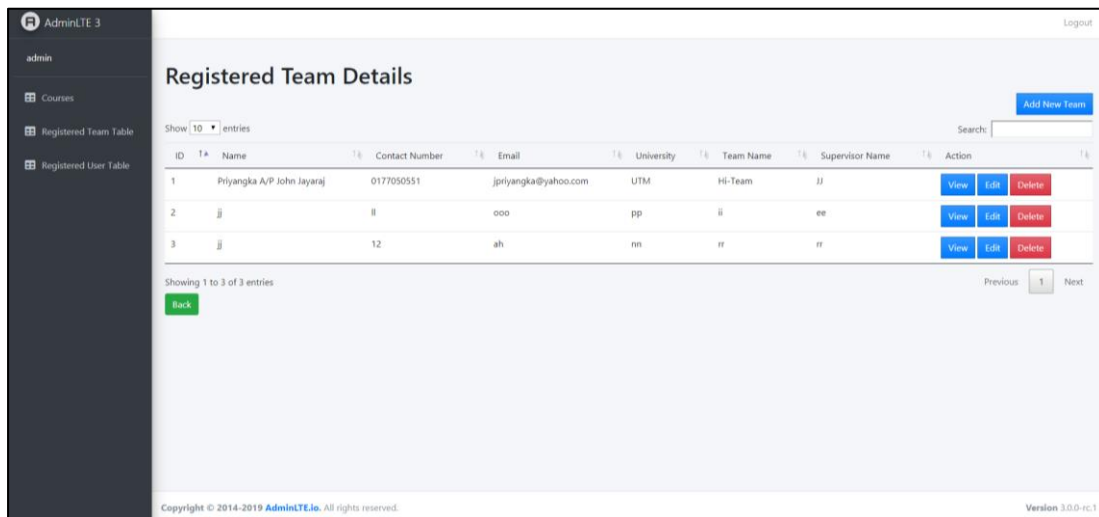 AdminLTE 3
Logout
admin
Courses
Registered Team Table
Registered User Table
Registered Team Details
Add New Team
Show 10 entries
Search:
ID Name Contact Number Email University Team Name Supervisor Name Action
1 Priyangka A/P John Jayaraj 0177050551 jpriyangka@yahoo.com UTM Hi-Team JJ View Edit Delete
2 jj ll ooo pp ii ee View Edit Delete
3 jj 12 ah nn rr rr View Edit Delete
Showing 1 to 3 of 3 entries
Previous 1 Next
Back
Copyright © 2014-2019 AdminLTE.io. All rights reserved.
Version 3.0.0-rc.1